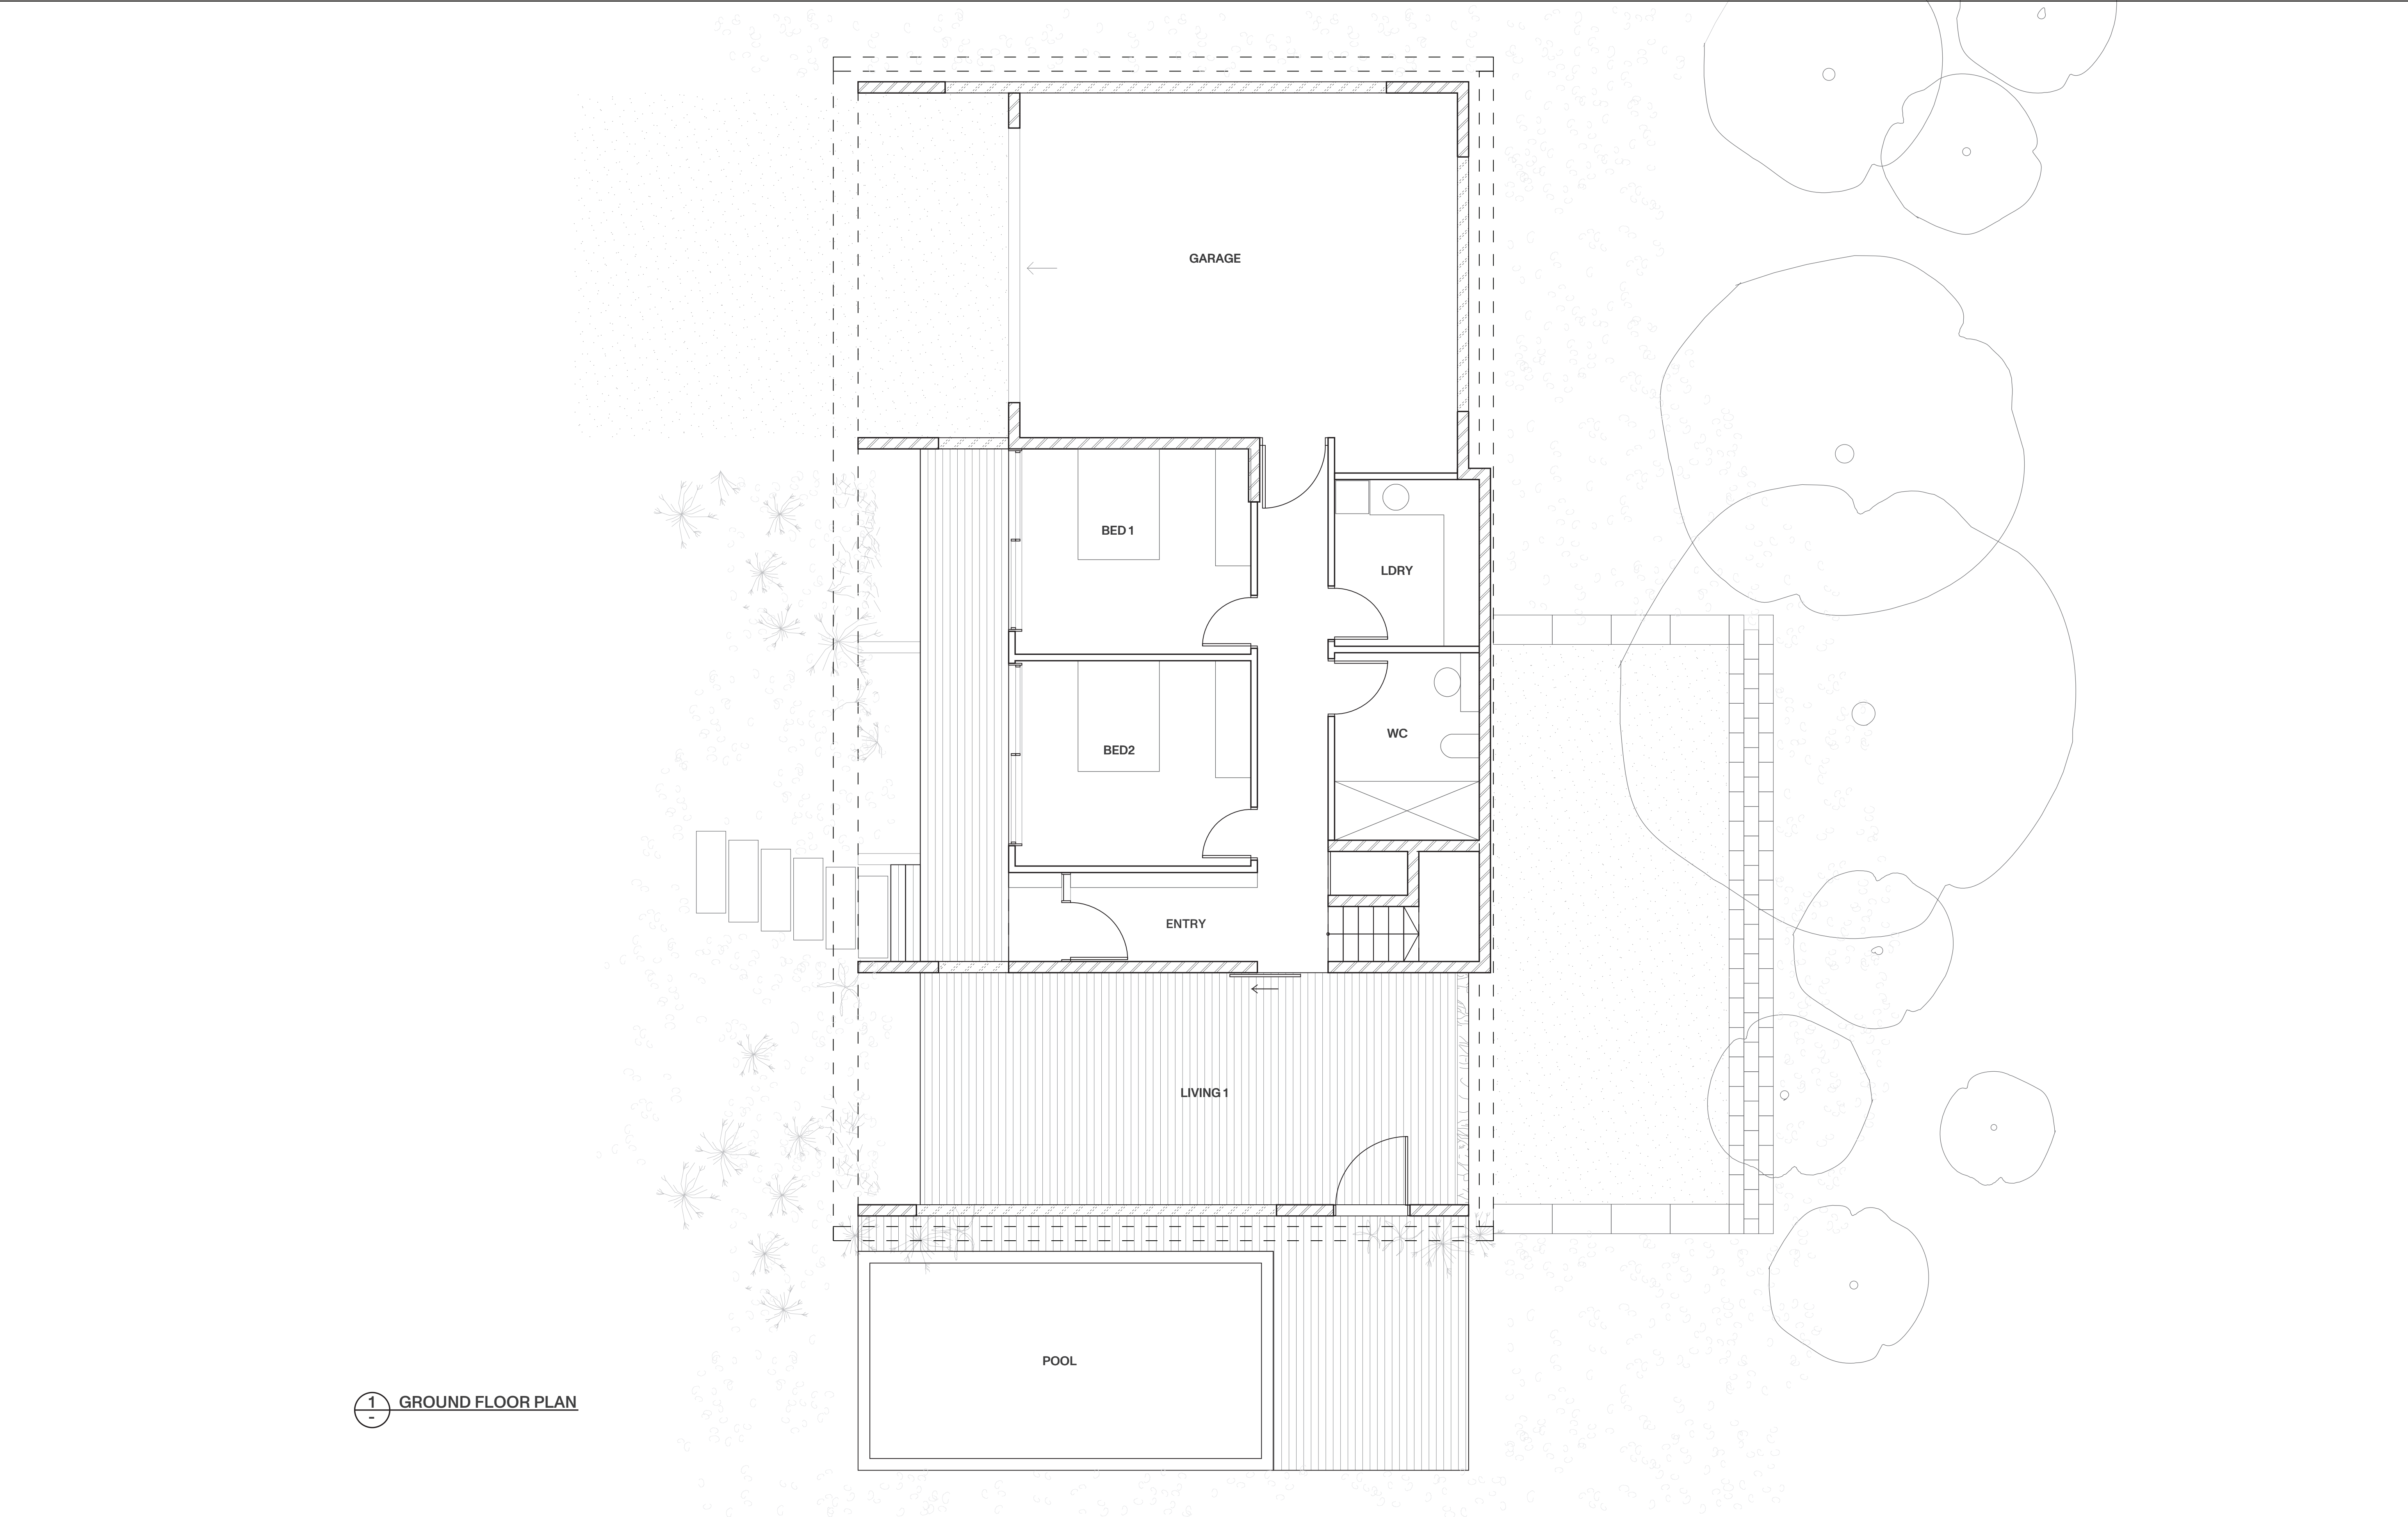 GARAGE
BED 1
LDRY
WC
BED2
ENTRY
LIVING 1
POOL
1
-
GROUND FLOOR PLAN